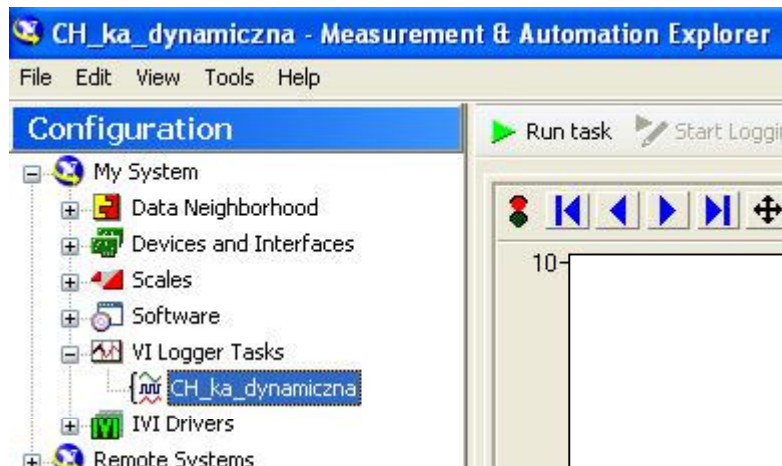 CH_ka_dynamiczna - Measurement & Automation Explorer
File Edit View Tools Help
Configuration
Run task Start
My System
Data Neighborhood
Devices and Interfaces
10
Scales
Software
VI Logger Tasks
CH_ka_dynamiczna
IVI Drivers
Remote Systems